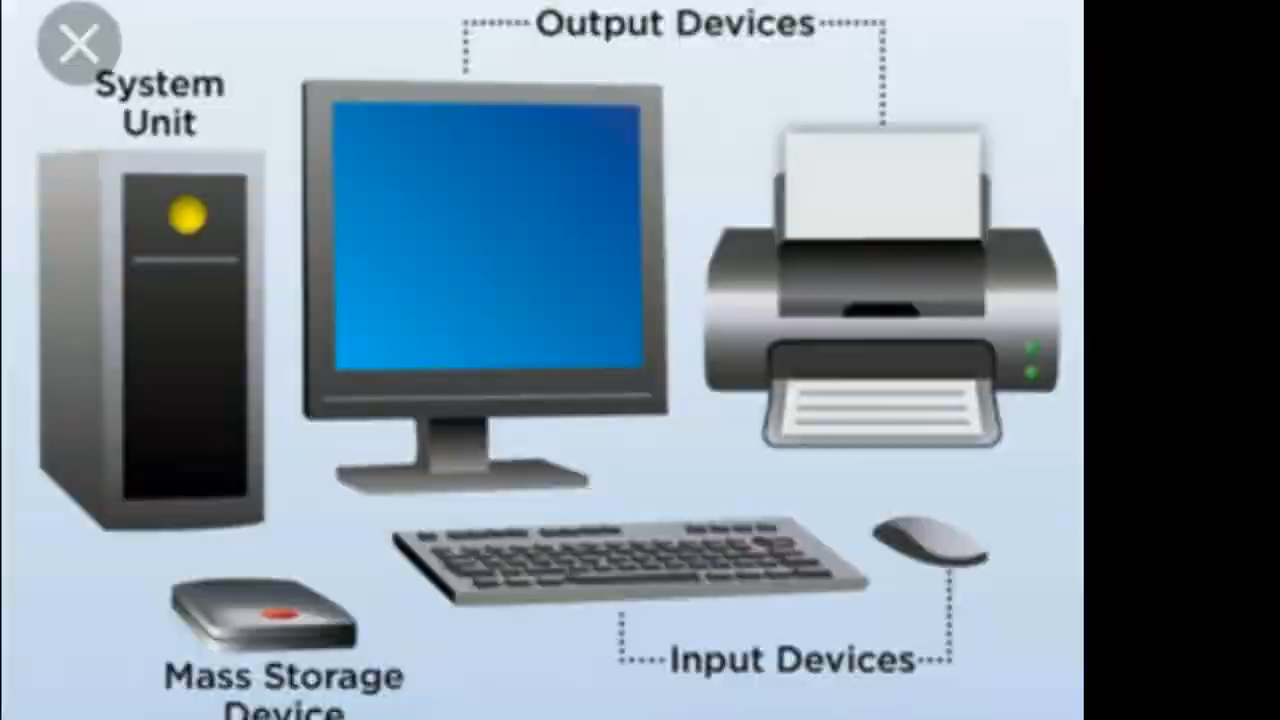 Output Devices
System
Unit
Input Devices
Mass Storage
Device